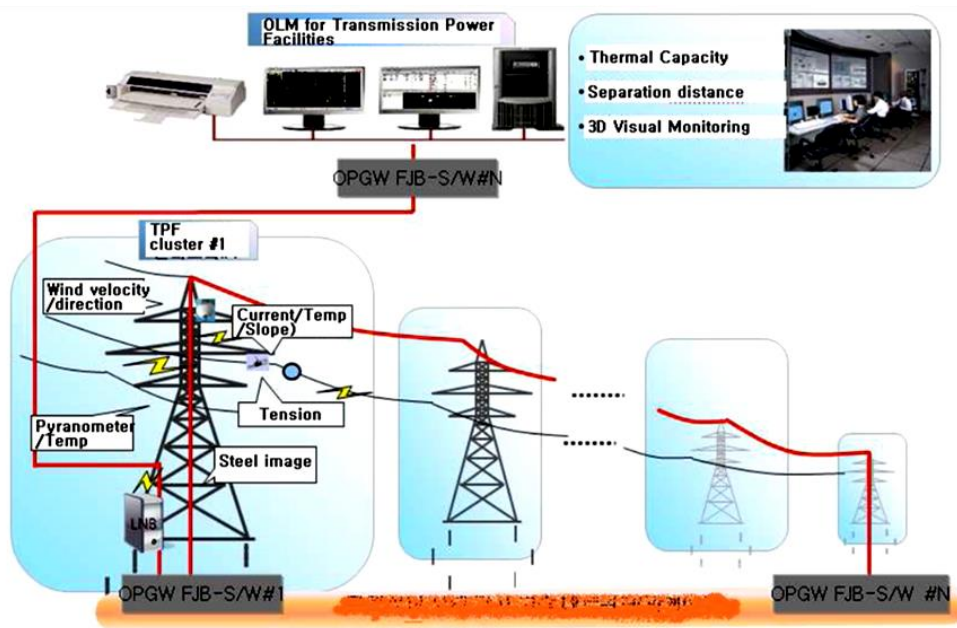 OLM for Transmission Power
Facilities
• Thermal Capacity
• Separation distance
• 3D Visual Monitoring
OPGW FJB-S/W#N
TPF
cluster #1
Wind velocity
/direction
Current/Temp
/Slope)
Tension
Pyranometer
/Temp
Steel image
LNB
OPGW FJB-S/W#1
OPGW FJB-S/W #N